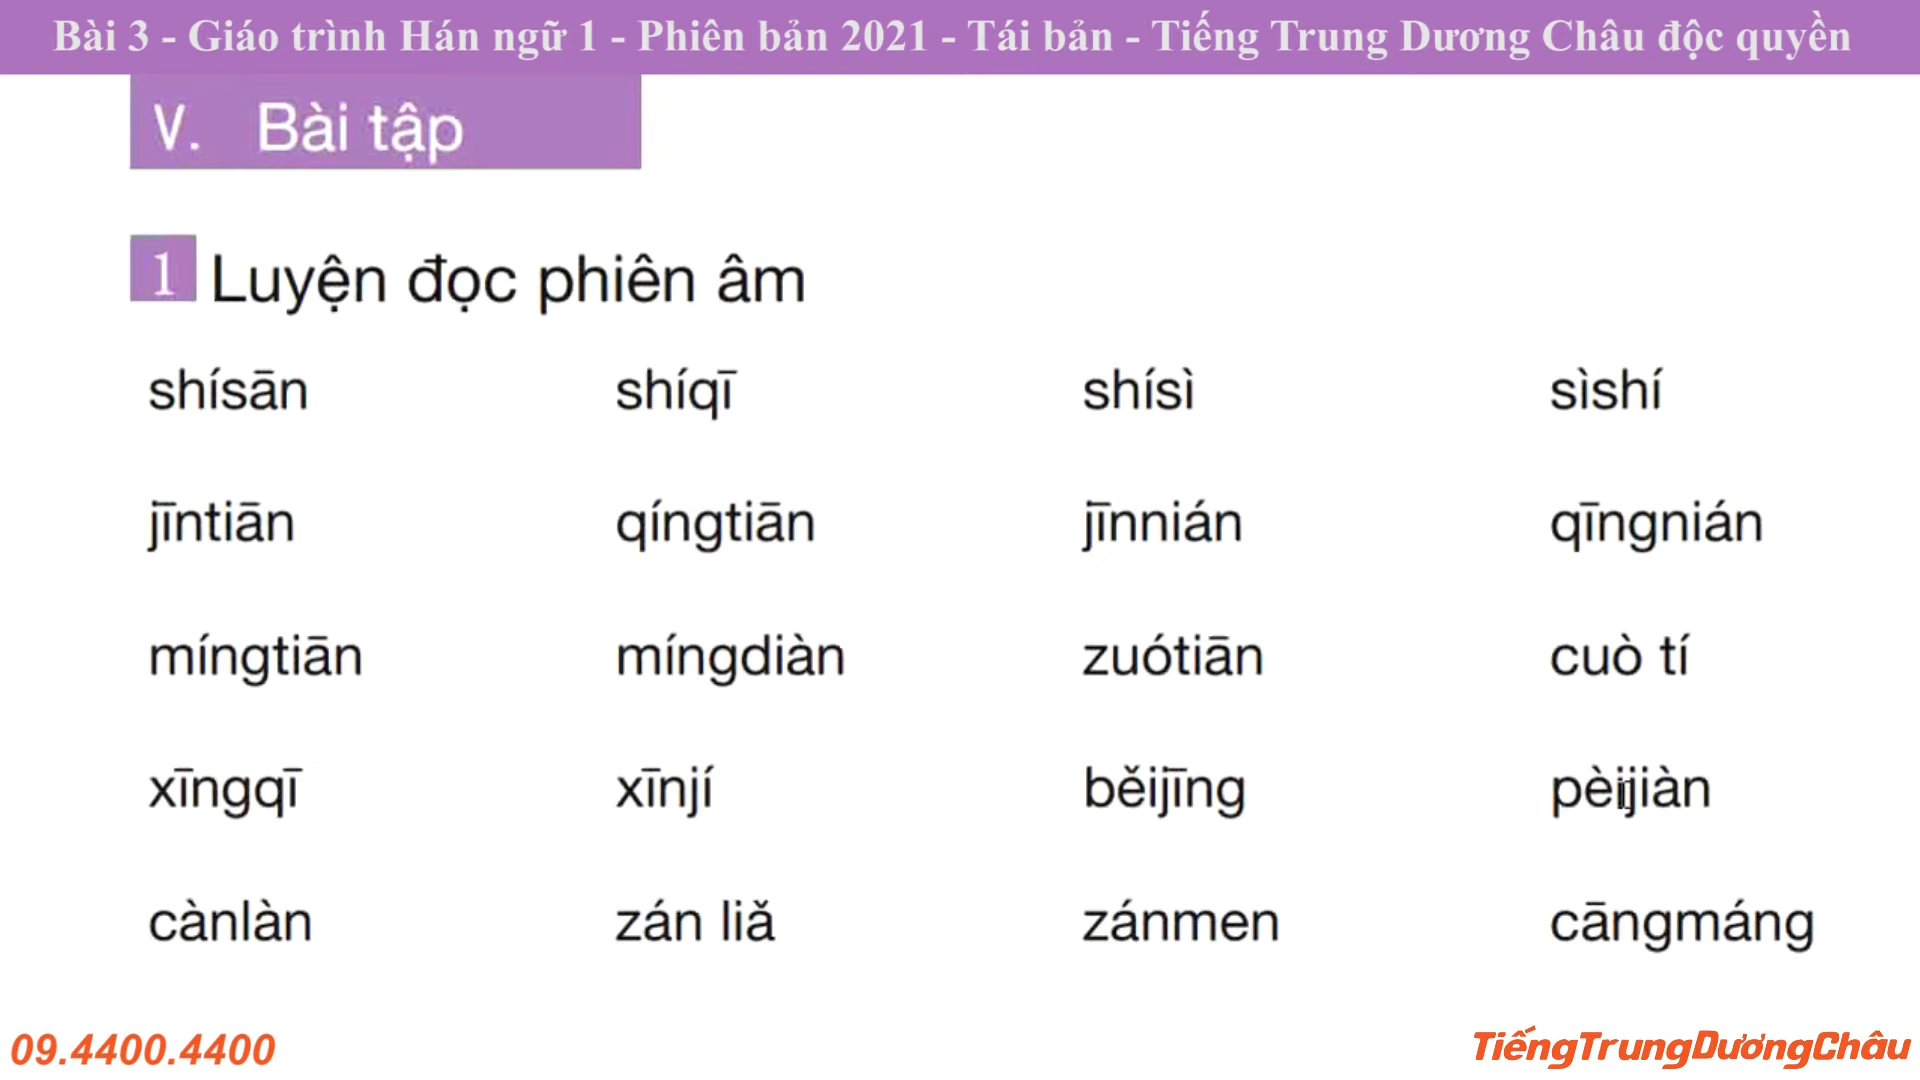 Bài 3 - Giáo trình Hán ngữ 1 - Phiên bản 2021 - Tái bản - Tiếng Trung Dương Châu độc quyền
V. Bài tập
1 Luyện đọc phiên âm
shísān shíqī shísì sìshí
jīntiān qíngtiān jīnnián qīngnián
míngtiān míngdiàn zuótiān cuò tí
xīngqī xīnjí běijīng pèijiàn
cànlàn zán liǎ zánmen cāngmáng
09.4400.4400 TiếngTrungDươngChâu